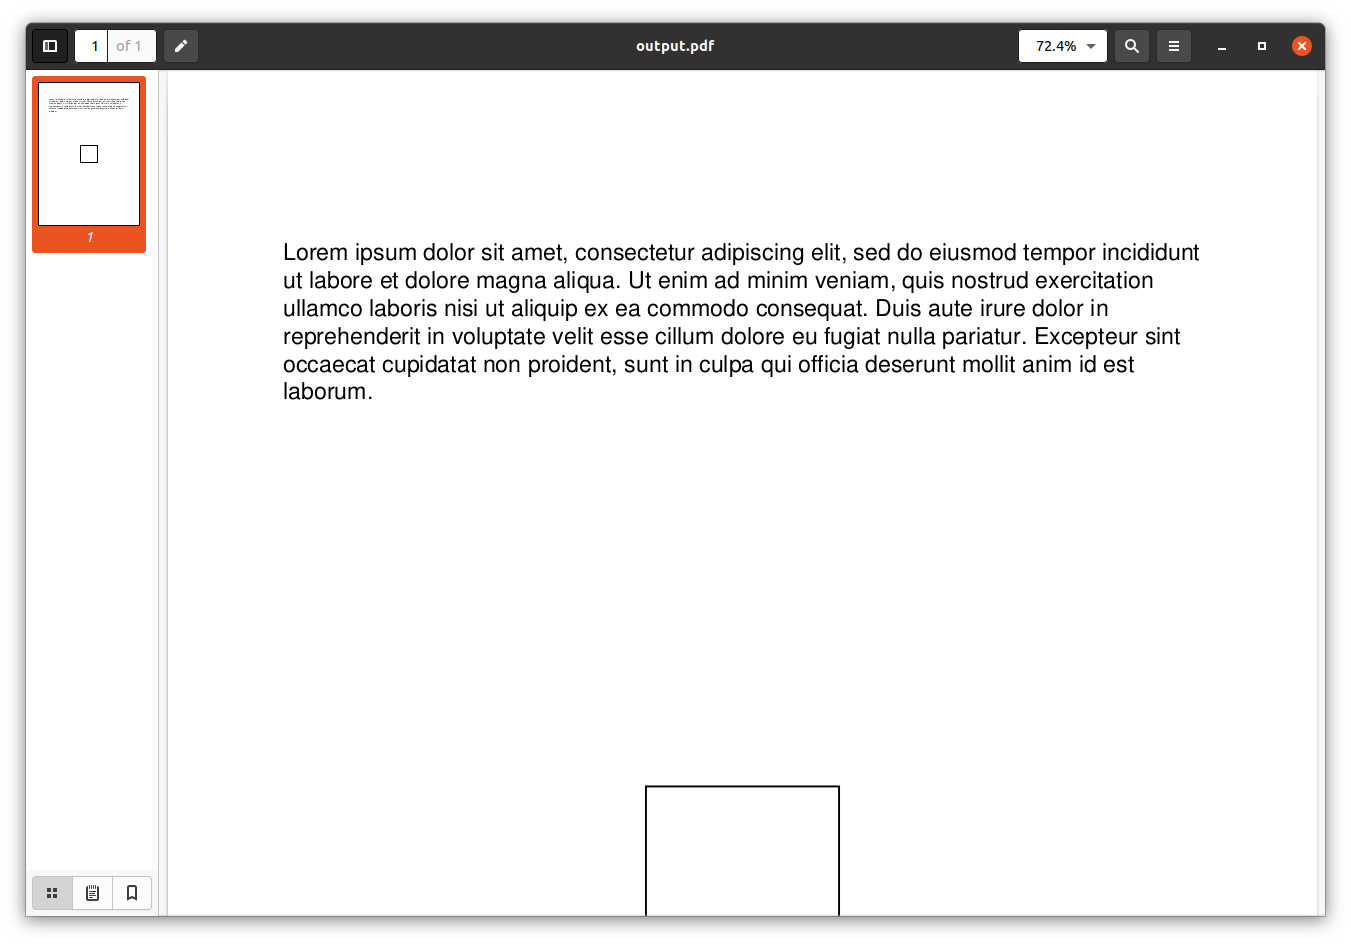 1 of 1
output.pdf
72.4%
1
Lorem ipsum dolor sit amet, consectetur adipiscing elit, sed do eiusmod tempor incididunt
ut labore et dolore magna aliqua. Ut enim ad minim veniam, quis nostrud exercitation
ullamco laboris nisi ut aliquip ex ea commodo consequat. Duis aute irure dolor in
reprehenderit in voluptate velit esse cillum dolore eu fugiat nulla pariatur. Excepteur sint
occaecat cupidatat non proident, sunt in culpa qui officia deserunt mollit anim id est
laborum.